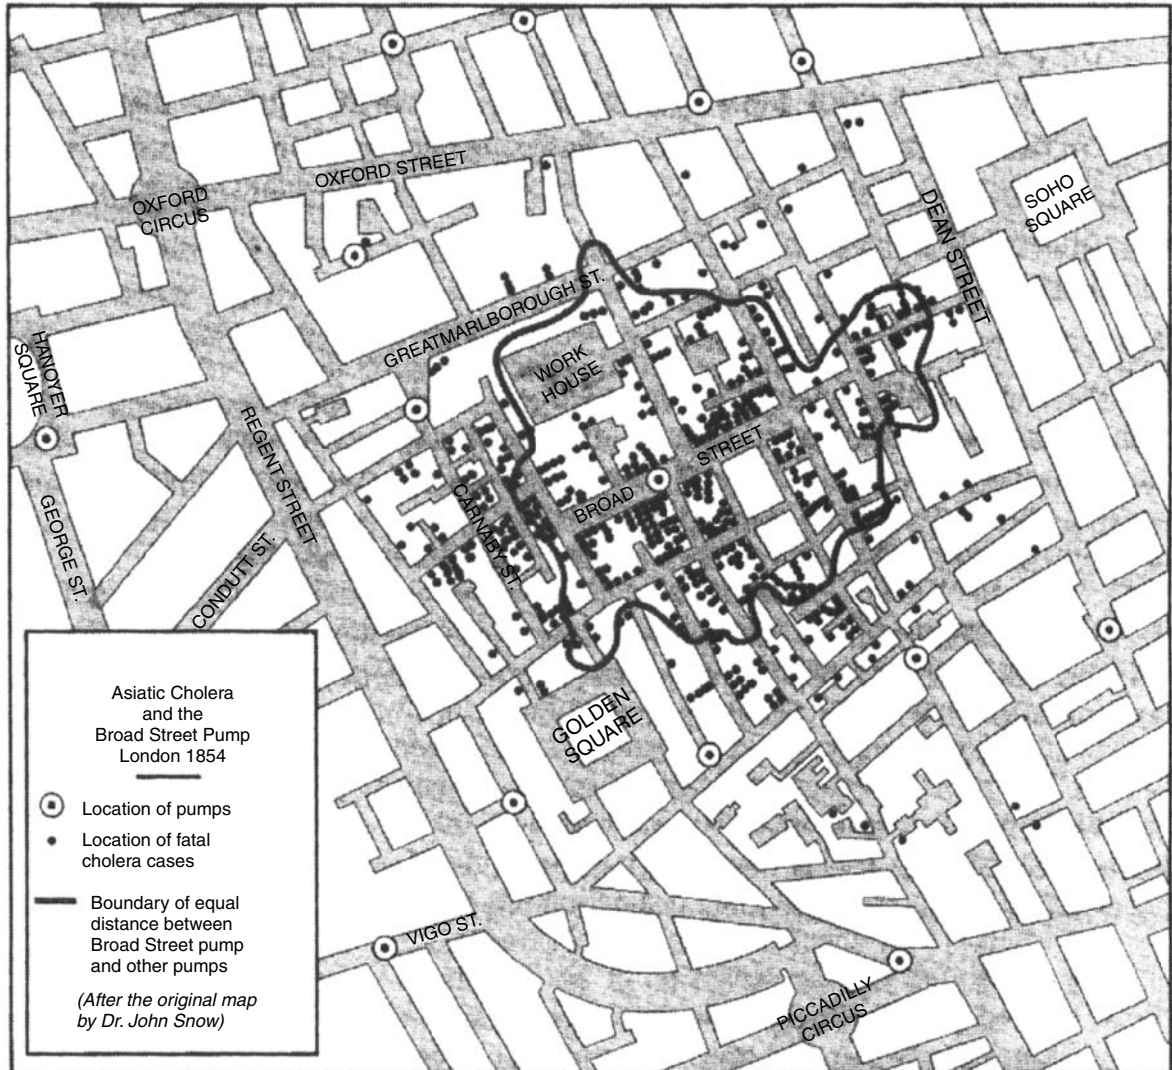 OXFORD STREET
OXFORD
CIRCUS
SOHO
SQUARE
DEAN STREET
GREATMARLBOROUGH ST.
WORK
HOUSE
HANOYER
SQUARE
REGENT STREET
BROAD
STREET
CARNABY ST.
GEORGE ST.
CONDUTT ST.
GOLDEN
SQUARE
VIGO ST.
PICCADILLY
CIRCUS
Asiatic Cholera
and the
Broad Street Pump
London 1854
Location of pumps
Location of fatal
cholera cases
Boundary of equal
distance between
Broad Street pump
and other pumps
(After the original map
by Dr. John Snow)